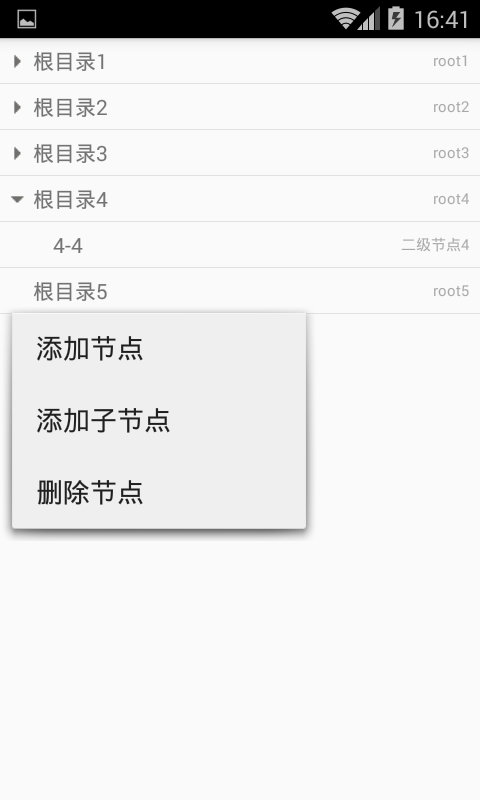 16:41
根目录1 root1
根目录2 root2
根目录3 root3
根目录4 root4
4-4 二级节点4
根目录5 root5
添加节点
添加子节点
删除节点